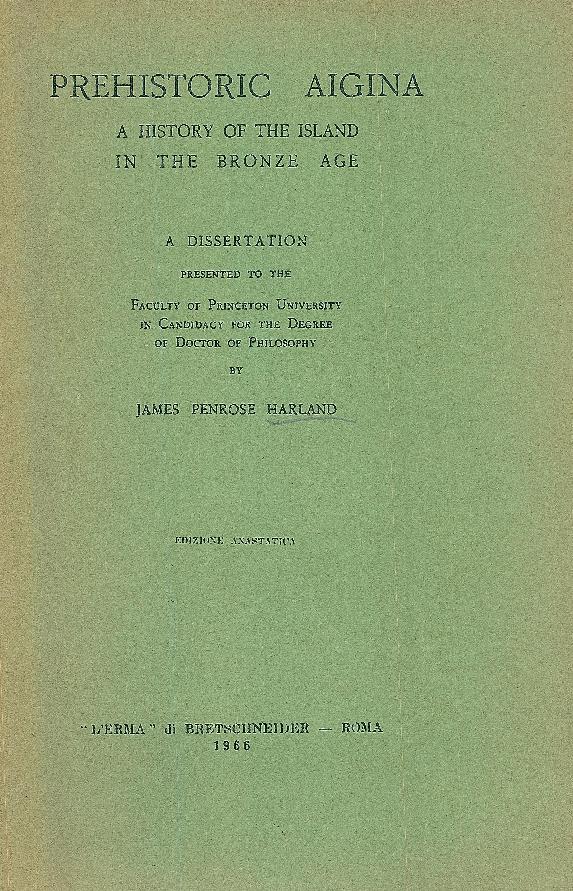 PREHISTORIC AIGINA
A HISTORY OF THE ISLAND
IN THE BRONZE AGE
A DISSERTATION
PRESENTED TO THE
FACULTY OF PRINCETON UNIVERSITY
IN CANDIDACY FOR THE DEGREE
OF DOCTOR OF PHILOSOPHY
BY
JAMES PENROSE HARLAND
EDIZIONE ANASTATICA
"L'ERMA" di BRETSCHNEIDER — ROMA
1966